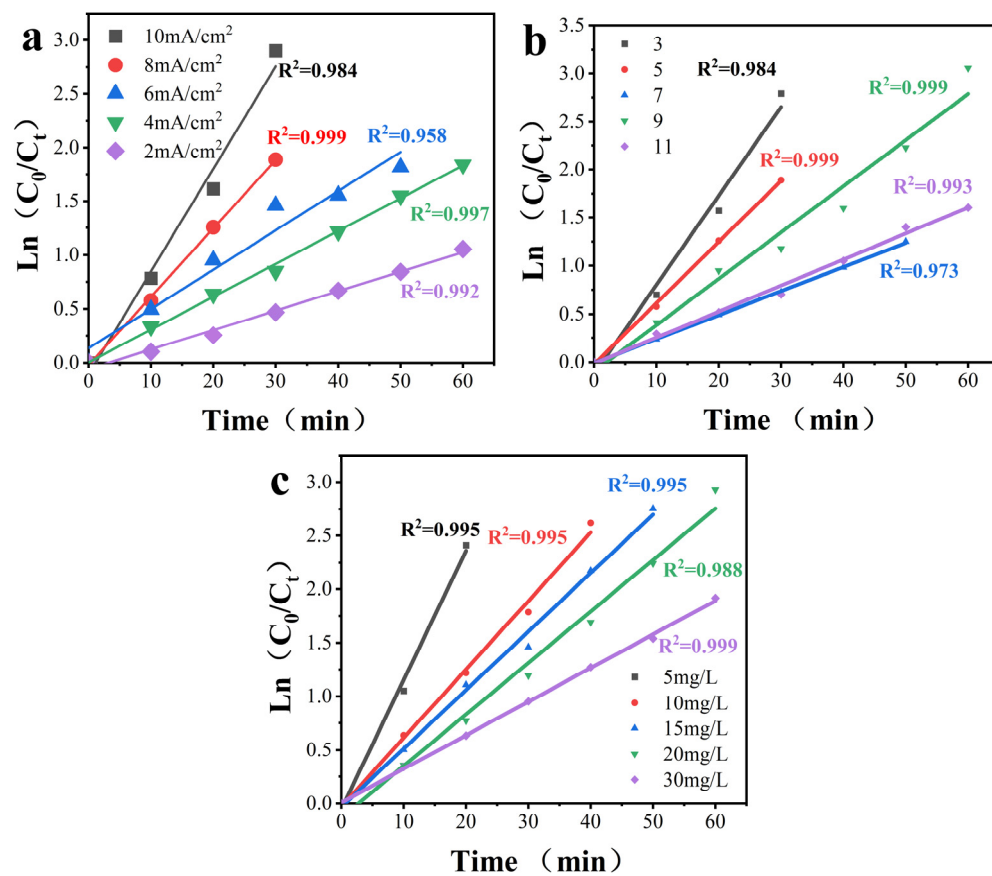 a
10mA/cm²
8mA/cm²
6mA/cm²
4mA/cm²
2mA/cm²
R²=0.984
R²=0.999
R²=0.958
R²=0.997
R²=0.992
3.0
2.5
2.0
1.5
1.0
0.5
0.0
0 10 20 30 40 50 60
Ln（C₀/Cₜ）
Time（min）
b
3
5
7
9
11
R²=0.984
R²=0.999
R²=0.999
R²=0.993
R²=0.973
3.5
3.0
2.5
2.0
1.5
1.0
0.5
0.0
0 10 20 30 40 50 60
Ln（C₀/Cₜ）
Time （min）
c
R²=0.995
R²=0.995
R²=0.995
R²=0.988
R²=0.999
5mg/L
10mg/L
15mg/L
20mg/L
30mg/L
3.0
2.5
2.0
1.5
1.0
0.5
0.0
0 10 20 30 40 50 60
Ln（C₀/Cₜ）
Time （min）